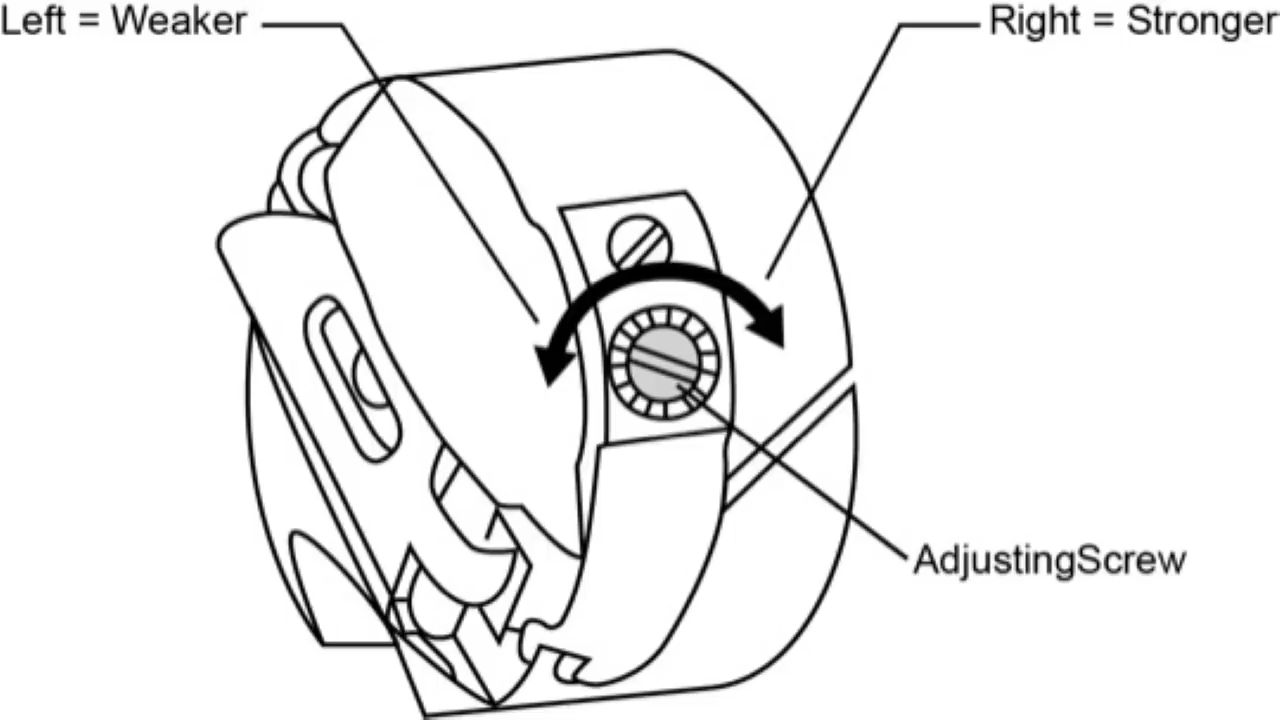 Left = Weaker
Right = Stronger
AdjustingScrew